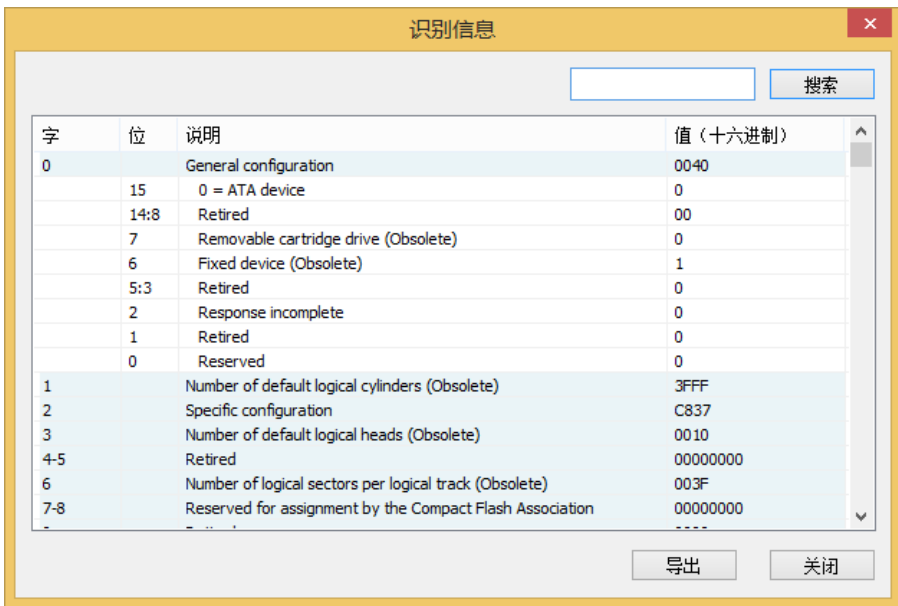 识别信息
搜索
字 位 说明 值（十六进制）
0 General configuration 0040
15 0 = ATA device 0
14:8 Retired 00
7 Removable cartridge drive (Obsolete) 0
6 Fixed device (Obsolete) 1
5:3 Retired 0
2 Response incomplete 0
1 Retired 0
0 Reserved 0
1 Number of default logical cylinders (Obsolete) 3FFF
2 Specific configuration C837
3 Number of default logical heads (Obsolete) 0010
4-5 Retired 00000000
6 Number of logical sectors per logical track (Obsolete) 003F
7-8 Reserved for assignment by the Compact Flash Association 00000000
导出 关闭